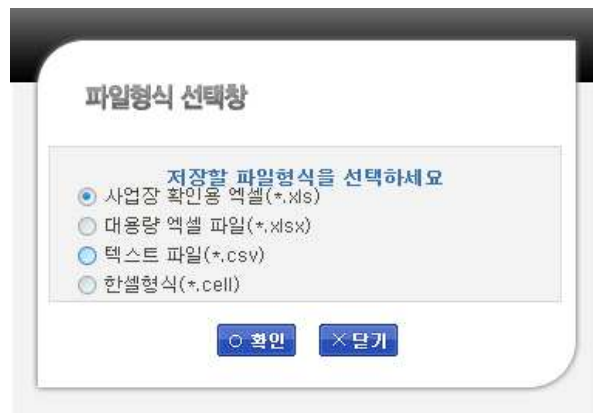 파일형식 선택창
저장할 파일형식을 선택하세요
사업장 확인용 엑셀(*.xls)
대용량 엑셀 파일(*.xlsx)
텍스트 파일(*.csv)
한셀형식(*.cell)
확인 닫기